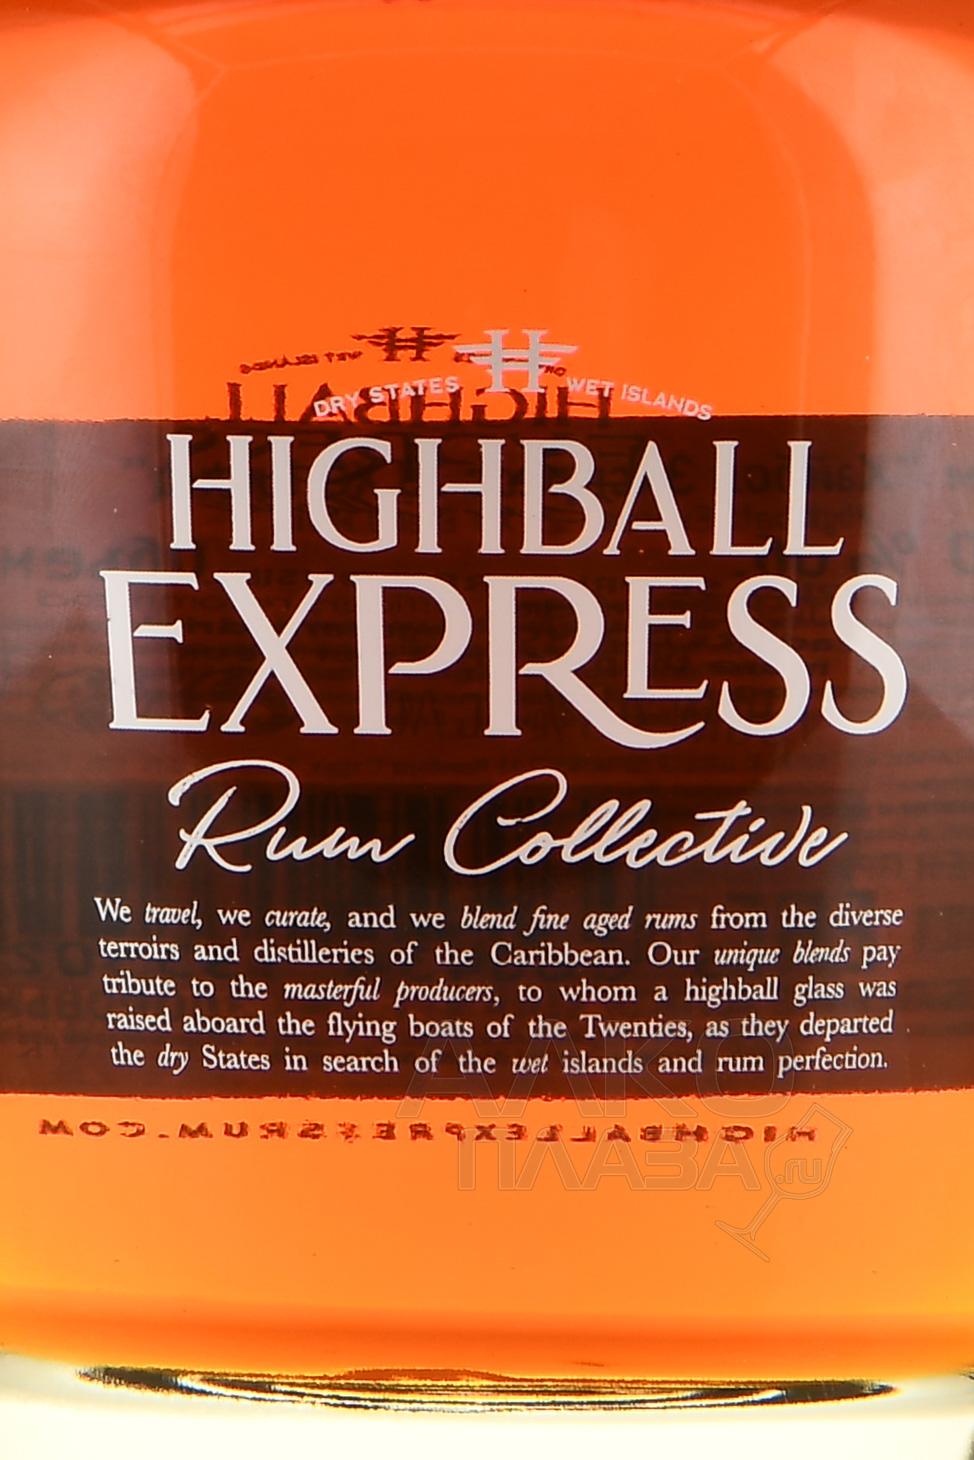 H
DRY STATES WET ISLANDS
HIGHBALL
EXPRESS
Rum Collective
We travel, we curate, and we blend fine aged rums from the diverse
terroirs and distilleries of the Caribbean. Our unique blends pay
tribute to the masterful producers, to whom a highball glass was
raised aboard the flying boats of the Twenties, as they departed
the dry States in search of the wet islands and rum perfection.
HIGHBALLEXPRESSRUM.COM
АЛКО
ПЛАЗА.ru